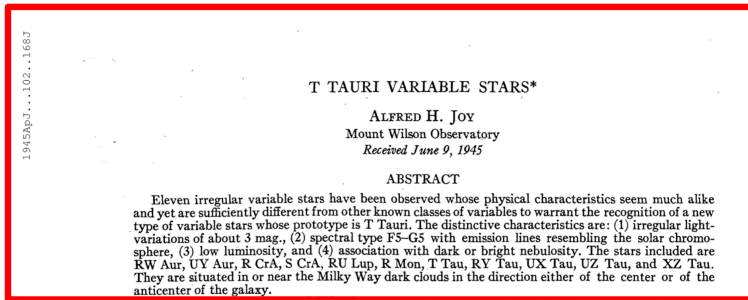 1945ApJ...102..168J
T TAURI VARIABLE STARS*
ALFRED H. JOY
Mount Wilson Observatory
Received June 9, 1945
ABSTRACT
Eleven irregular variable stars have been observed whose physical characteristics seem much alike
and yet are sufficiently different from other known classes of variables to warrant the recognition of a new
type of variable stars whose prototype is T Tauri. The distinctive characteristics are: (1) irregular light-
variations of about 3 mag., (2) spectral type F5–G5 with emission lines resembling the solar chromo-
sphere, (3) low luminosity, and (4) association with dark or bright nebulosity. The stars included are
RW Aur, UY Aur, R CrA, S CrA, RU Lup, R Mon, T Tau, RY Tau, UX Tau, UZ Tau, and XZ Tau.
They are situated in or near the Milky Way dark clouds in the direction either of the center or of the
anticenter of the galaxy.